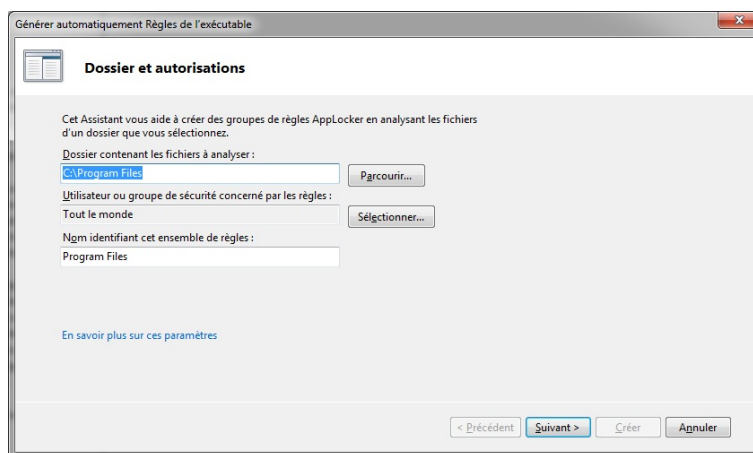 Générer automatiquement Règles de l'exécutable
Dossier et autorisations
Cet Assistant vous aide à créer des groupes de règles AppLocker en analysant les fichiers
d'un dossier que vous sélectionnez.
Dossier contenant les fichiers à analyser :
C:\Program Files
Parcourir...
Utilisateur ou groupe de sécurité concerné par les règles :
Tout le monde
Sélectionner...
Nom identifiant cet ensemble de règles :
Program Files
En savoir plus sur ces paramètres
< Précédent Suivant > Créer Annuler